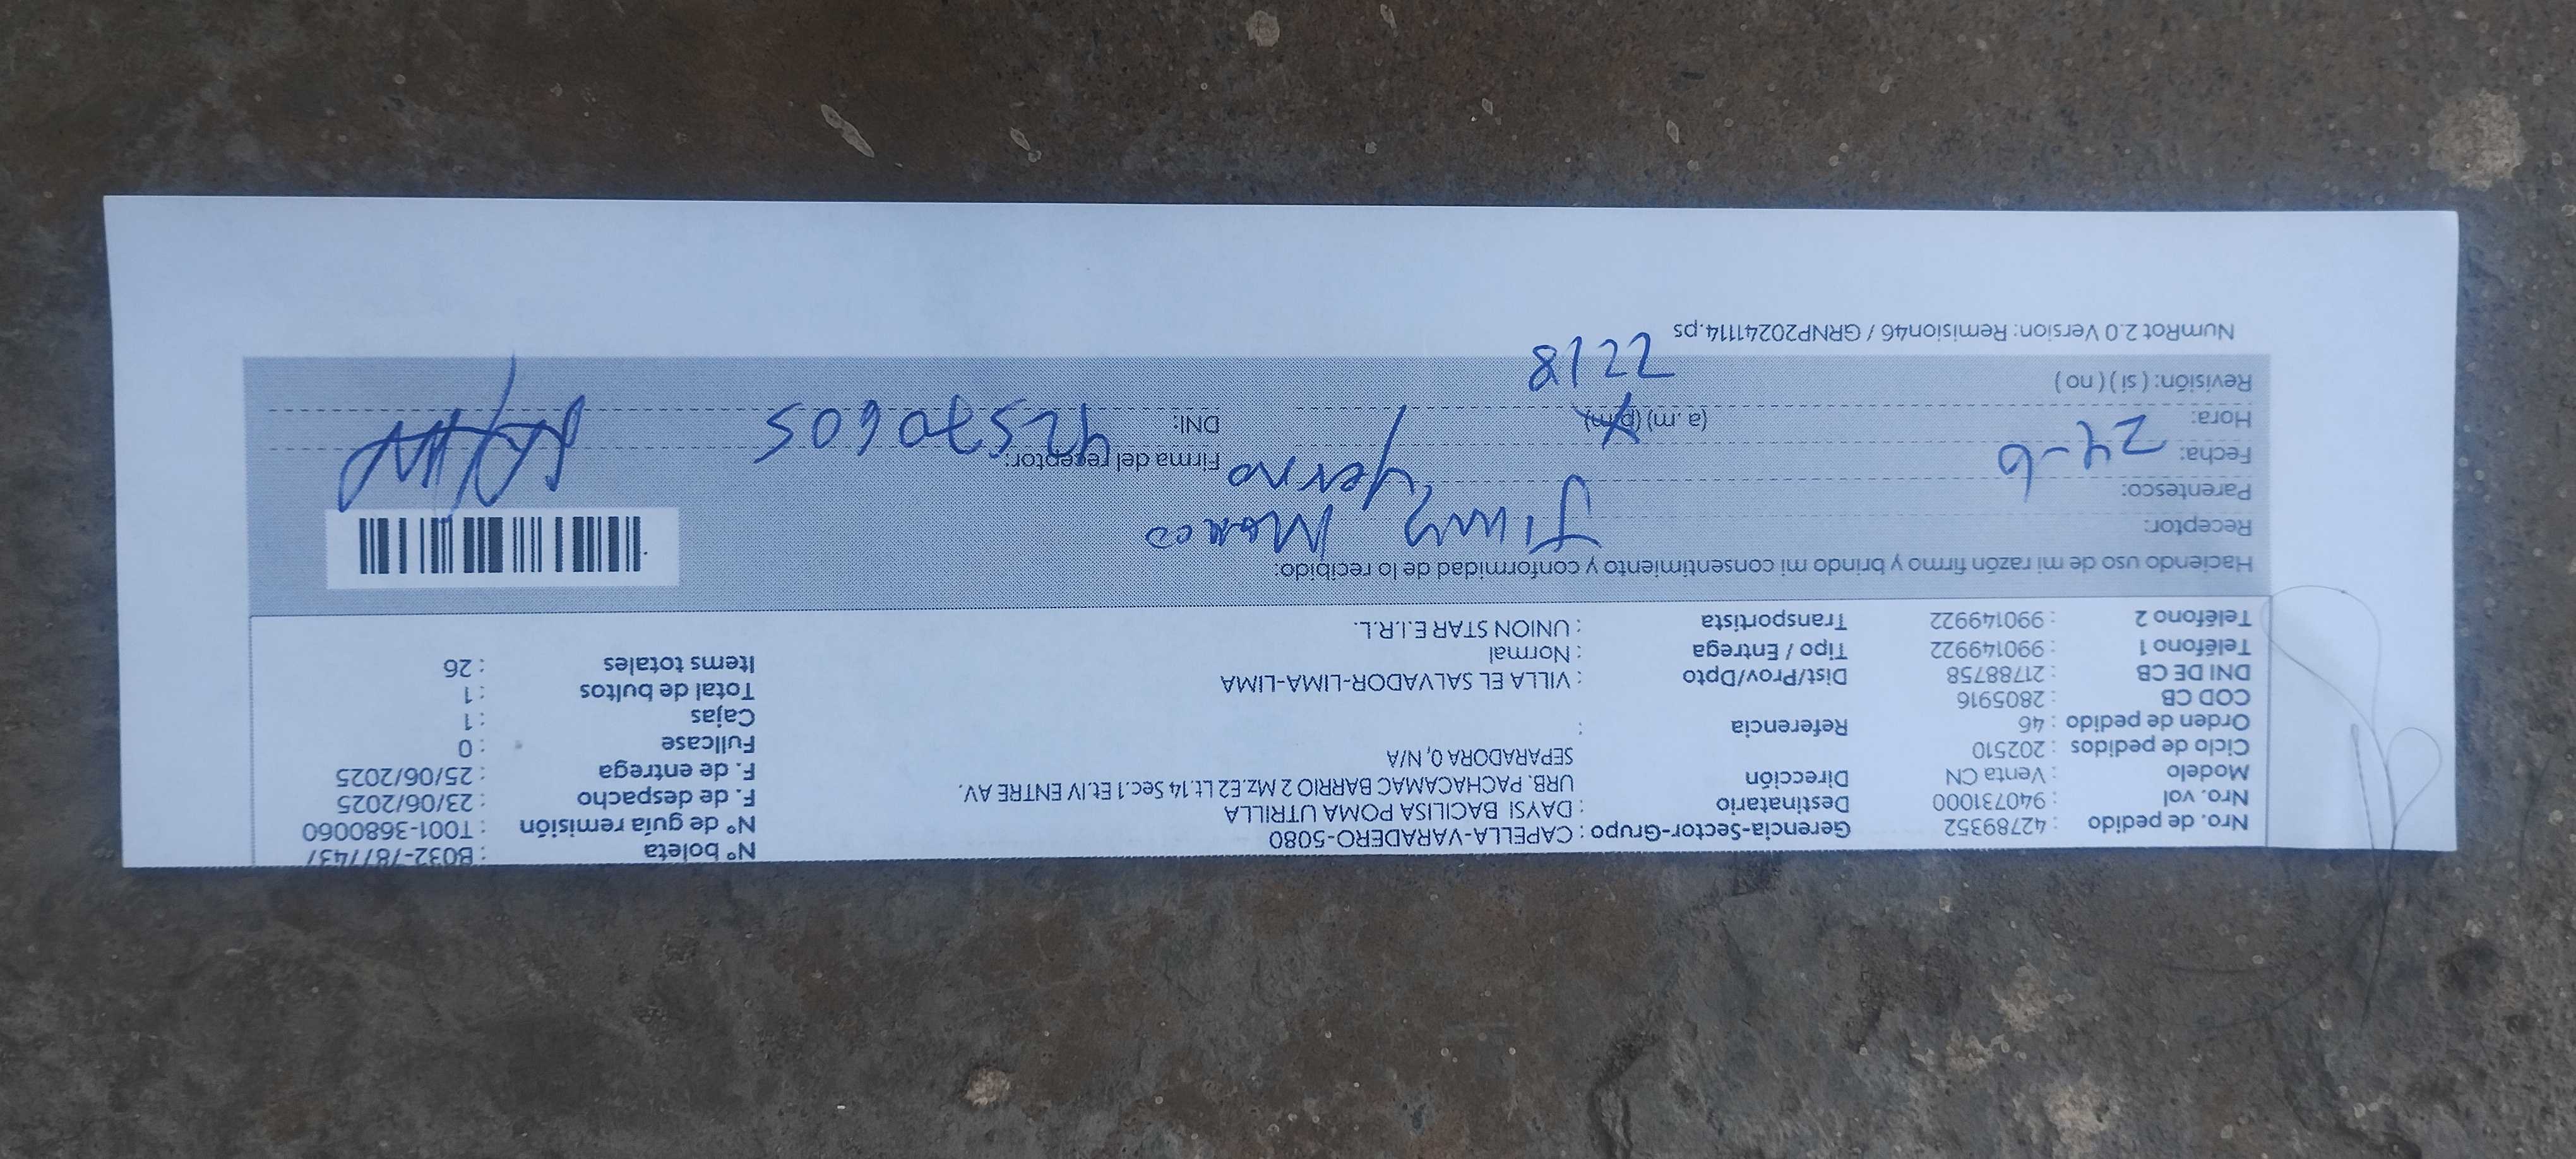 Nro. de pedido : 42789352 Gerencia-Sector-Grupo : CAPELLA-VARADERO-5080 N° boleta : B032-7877437
Nro. vol : 940731000 Destinatario : DAYSI BACILISA POMA UTRILLA N° de guía remisión : T001-3680060
Modelo : Venta CN Dirección URB. PACHACAMAC BARRIO 2 Mz.E2 Lt.14 Sec.1 Et.IV ENTRE AV. F. de despacho : 23/06/2025
Ciclo de pedidos : 202510 SEPARADORA 0, N/A F. de entrega : 25/06/2025
Orden de pedido : 46 Referencia : Fullcase : 0
COD CB : 2805916 Cajas : 1
DNI DE CB : 21788758 Dist/Prov/Dpto : VILLA EL SALVADOR-LIMA-LIMA Total de bultos : 1
Teléfono 1 : 990149922 Tipo / Entrega : Normal Items totales : 26
Teléfono 2 : 990149922 Transportista : UNION STAR E.I.R.L.
Haciendo uso de mi razón firmo y brindo mi consentimiento y conformidad de lo recibido:
Receptor: Jimmy
Parentesco: Yerno
Fecha: 24-6 Firma del receptor:
Hora: (a.m) (p.m) DNI: 42570605
Revisión: ( si ) ( no ) 2218
NumRot 2.0 Version: Remision46 / GRNP20241114.ps